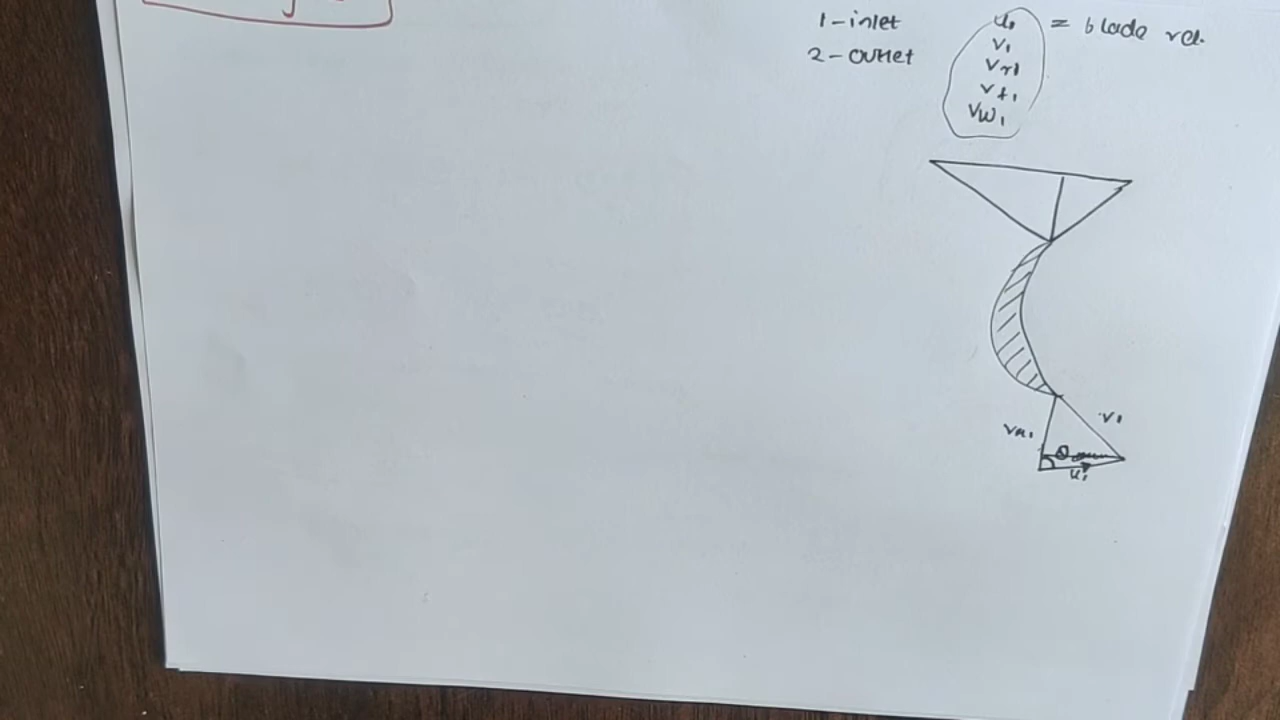 1-inlet
2-outlet
u₁ = blade vel.
V₁
Vr1
Vf₁
Vw₁
V₁
Vr₁
θ
u₁